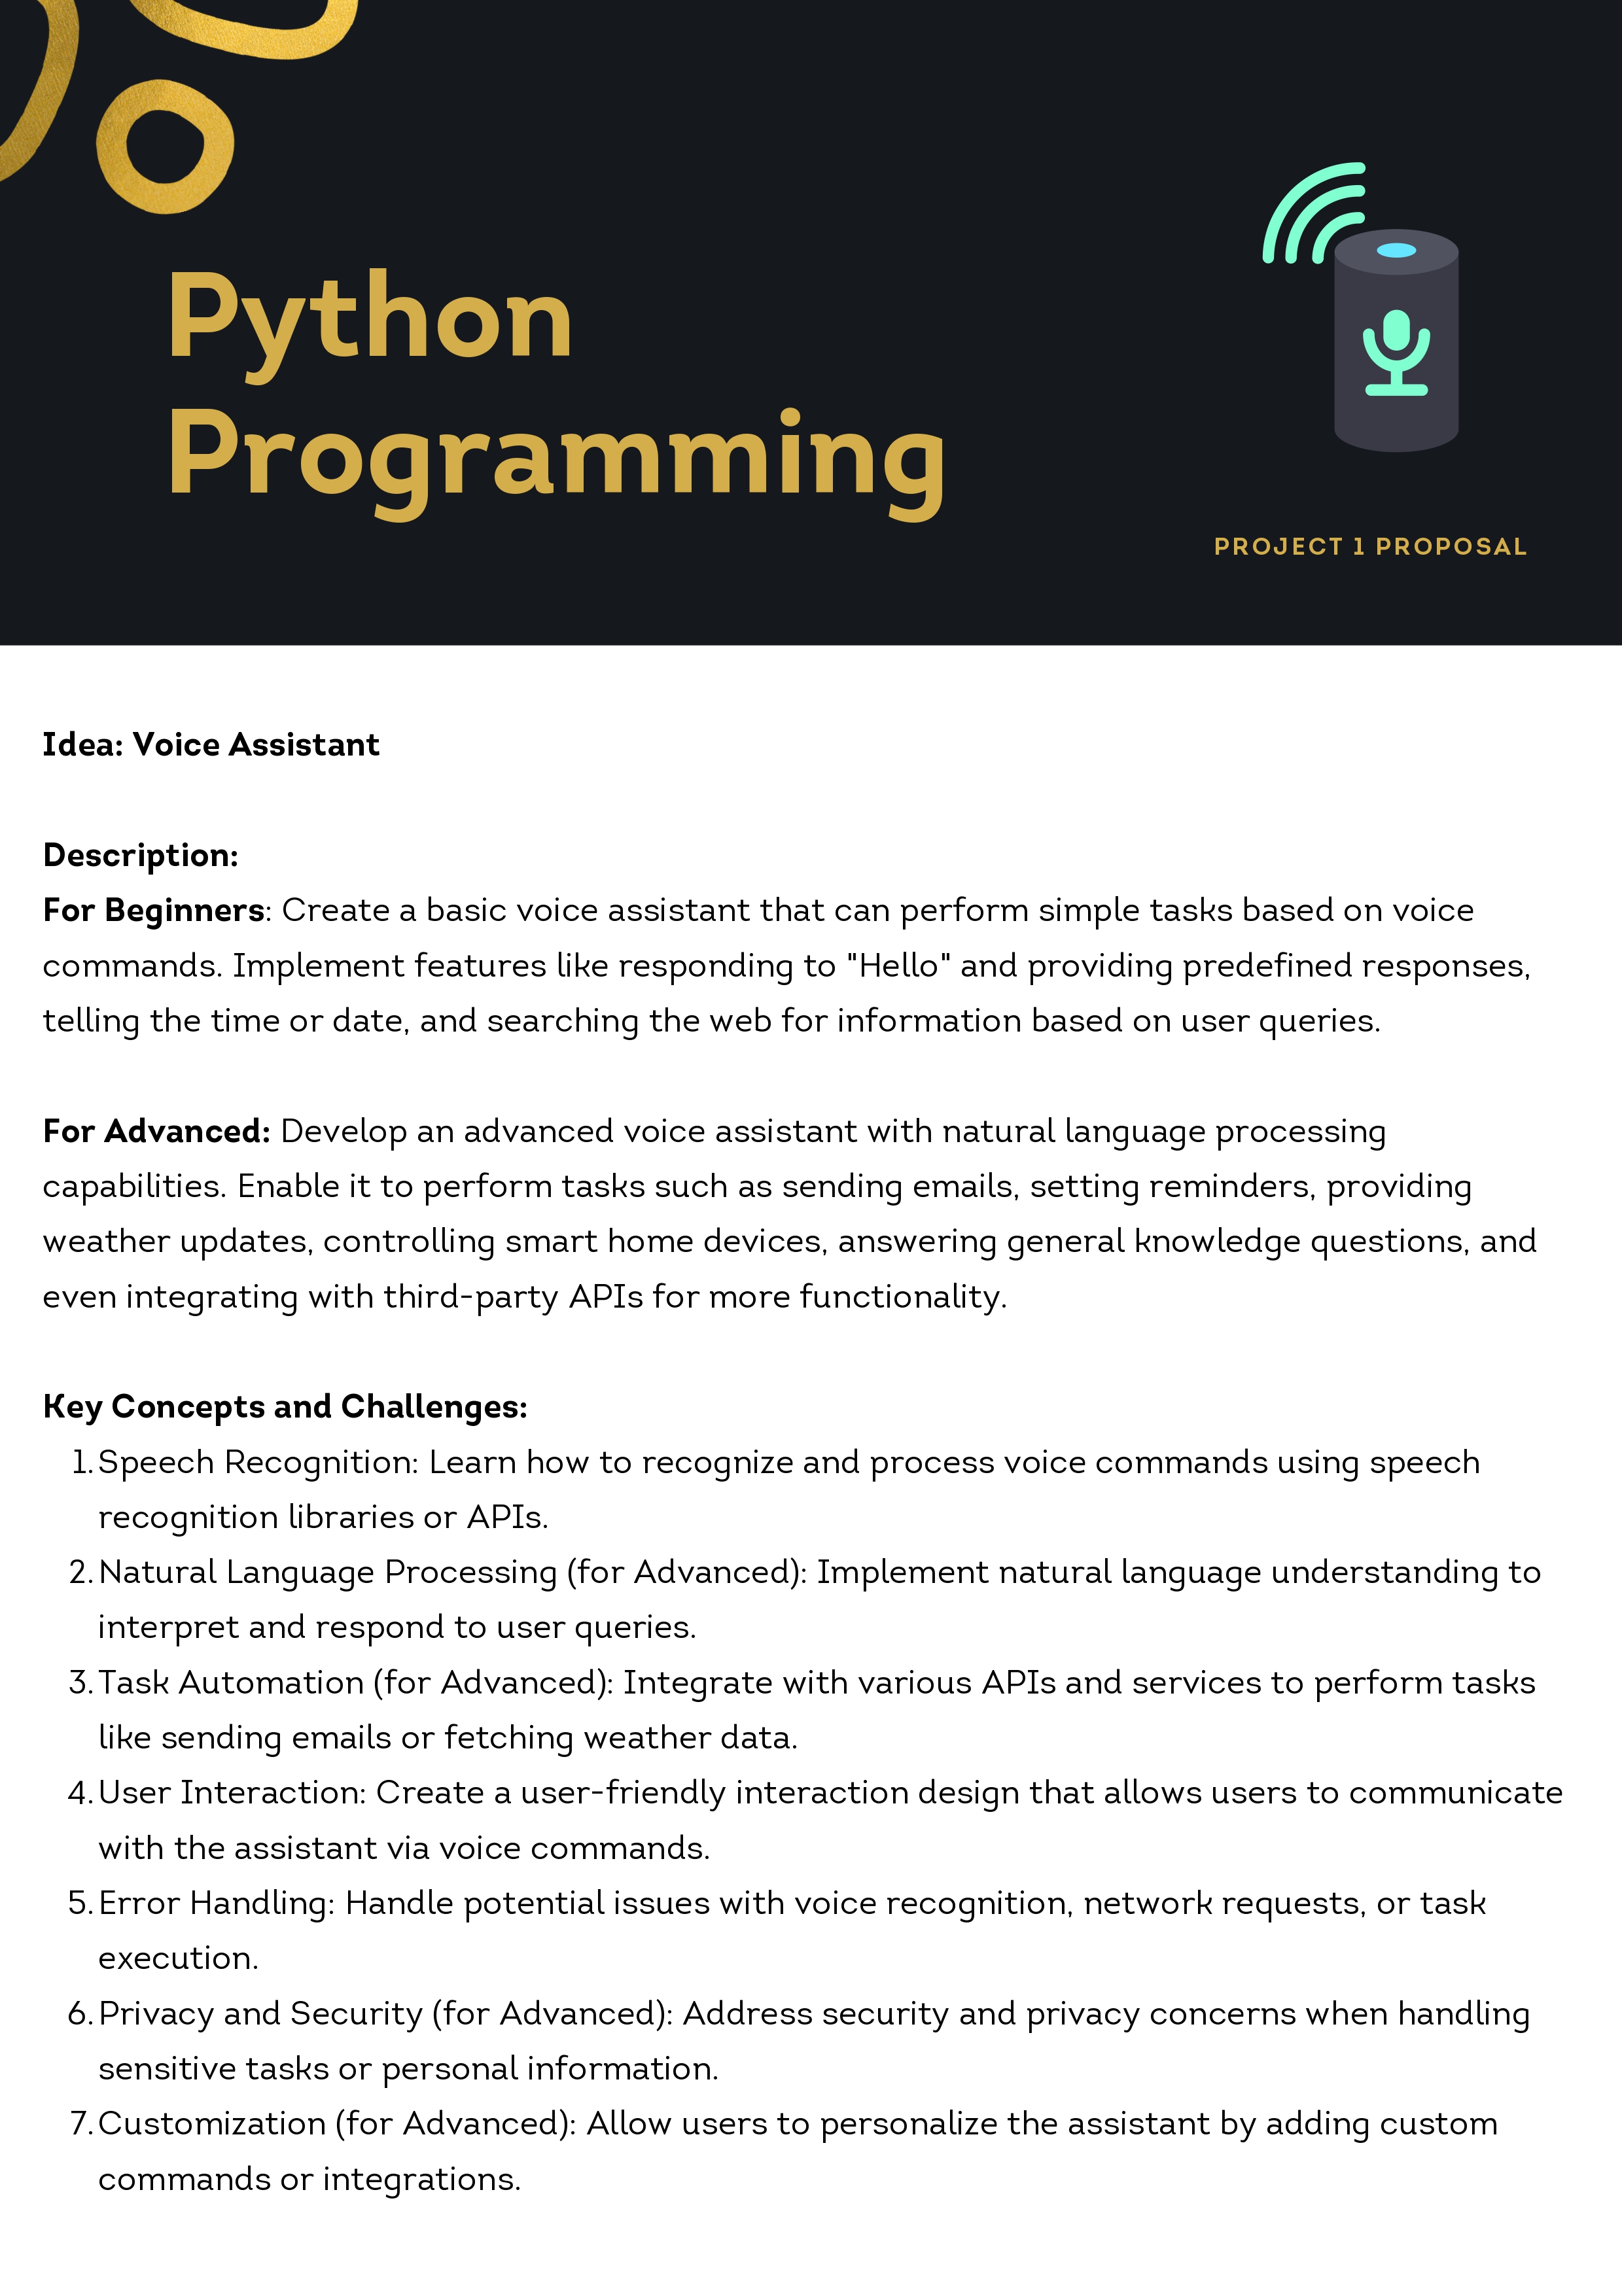 Python
Programming
PROJECT 1 PROPOSAL
Idea: Voice Assistant
Description:
For Beginners: Create a basic voice assistant that can perform simple tasks based on voice
commands. Implement features like responding to "Hello" and providing predefined responses,
telling the time or date, and searching the web for information based on user queries.
For Advanced: Develop an advanced voice assistant with natural language processing
capabilities. Enable it to perform tasks such as sending emails, setting reminders, providing
weather updates, controlling smart home devices, answering general knowledge questions, and
even integrating with third-party APIs for more functionality.
Key Concepts and Challenges:
1. Speech Recognition: Learn how to recognize and process voice commands using speech
recognition libraries or APIs.
2. Natural Language Processing (for Advanced): Implement natural language understanding to
interpret and respond to user queries.
3. Task Automation (for Advanced): Integrate with various APIs and services to perform tasks
like sending emails or fetching weather data.
4. User Interaction: Create a user-friendly interaction design that allows users to communicate
with the assistant via voice commands.
5. Error Handling: Handle potential issues with voice recognition, network requests, or task
execution.
6. Privacy and Security (for Advanced): Address security and privacy concerns when handling
sensitive tasks or personal information.
7. Customization (for Advanced): Allow users to personalize the assistant by adding custom
commands or integrations.